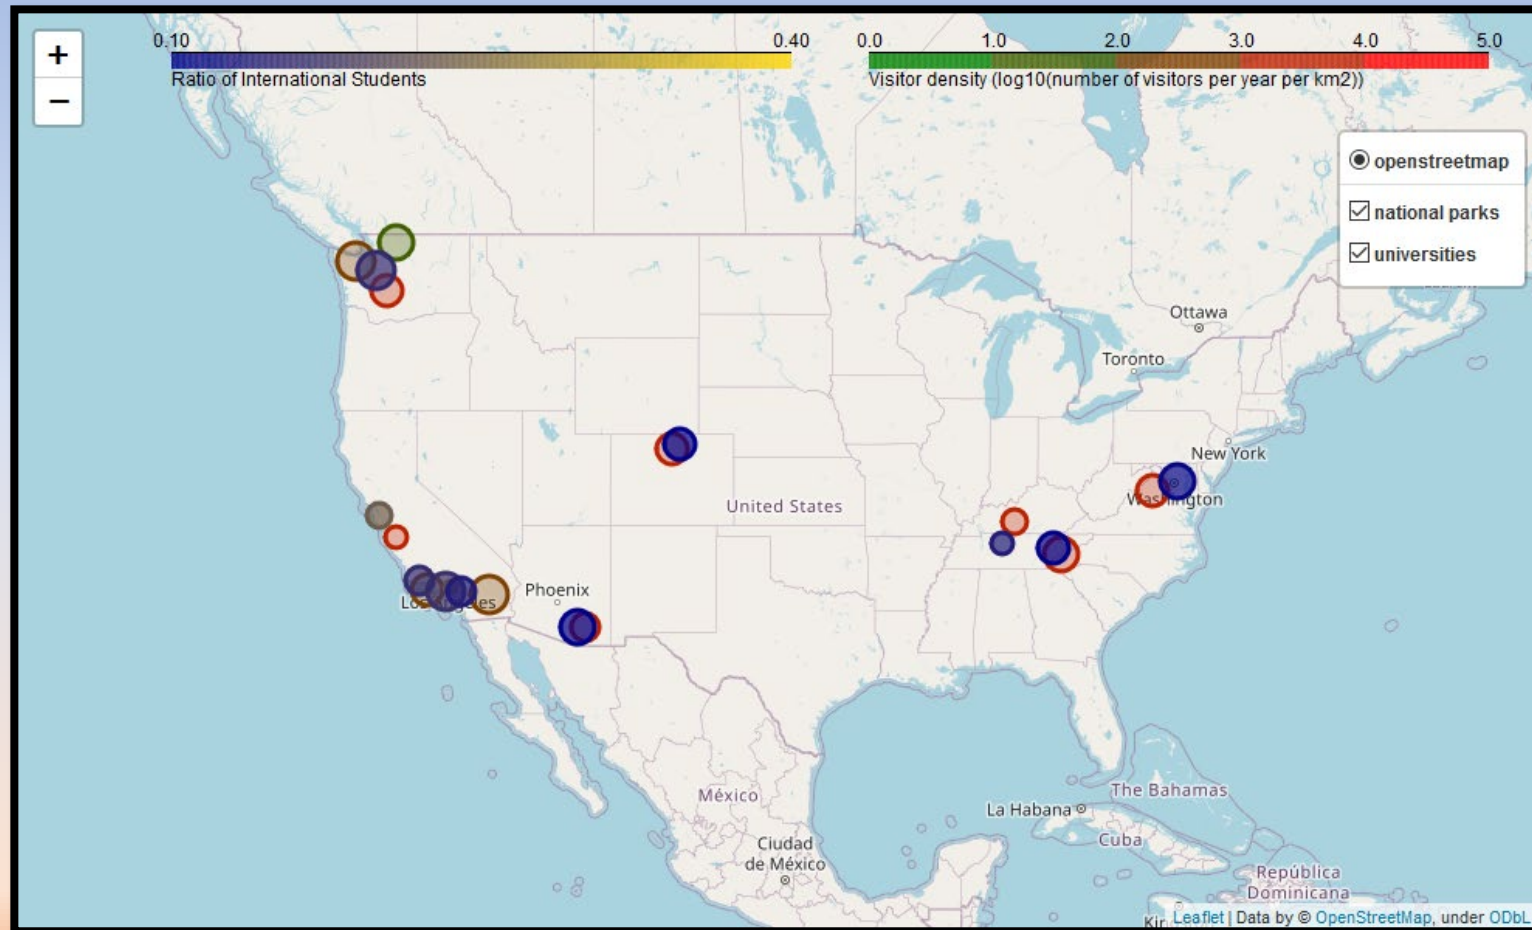 +
−
0.10
0.40
Ratio of International Students
0.0
1.0
2.0
3.0
4.0
5.0
Visitor density (log10(number of visitors per year per km2))
openstreetmap
national parks
universities
Ottawa
Toronto
New York
Washington
United States
Phoenix
Los Angeles
México
La Habana
The Bahamas
Cuba
Ciudad
de México
República
Dominicana
Leaflet | Data by © OpenStreetMap, under ODbL